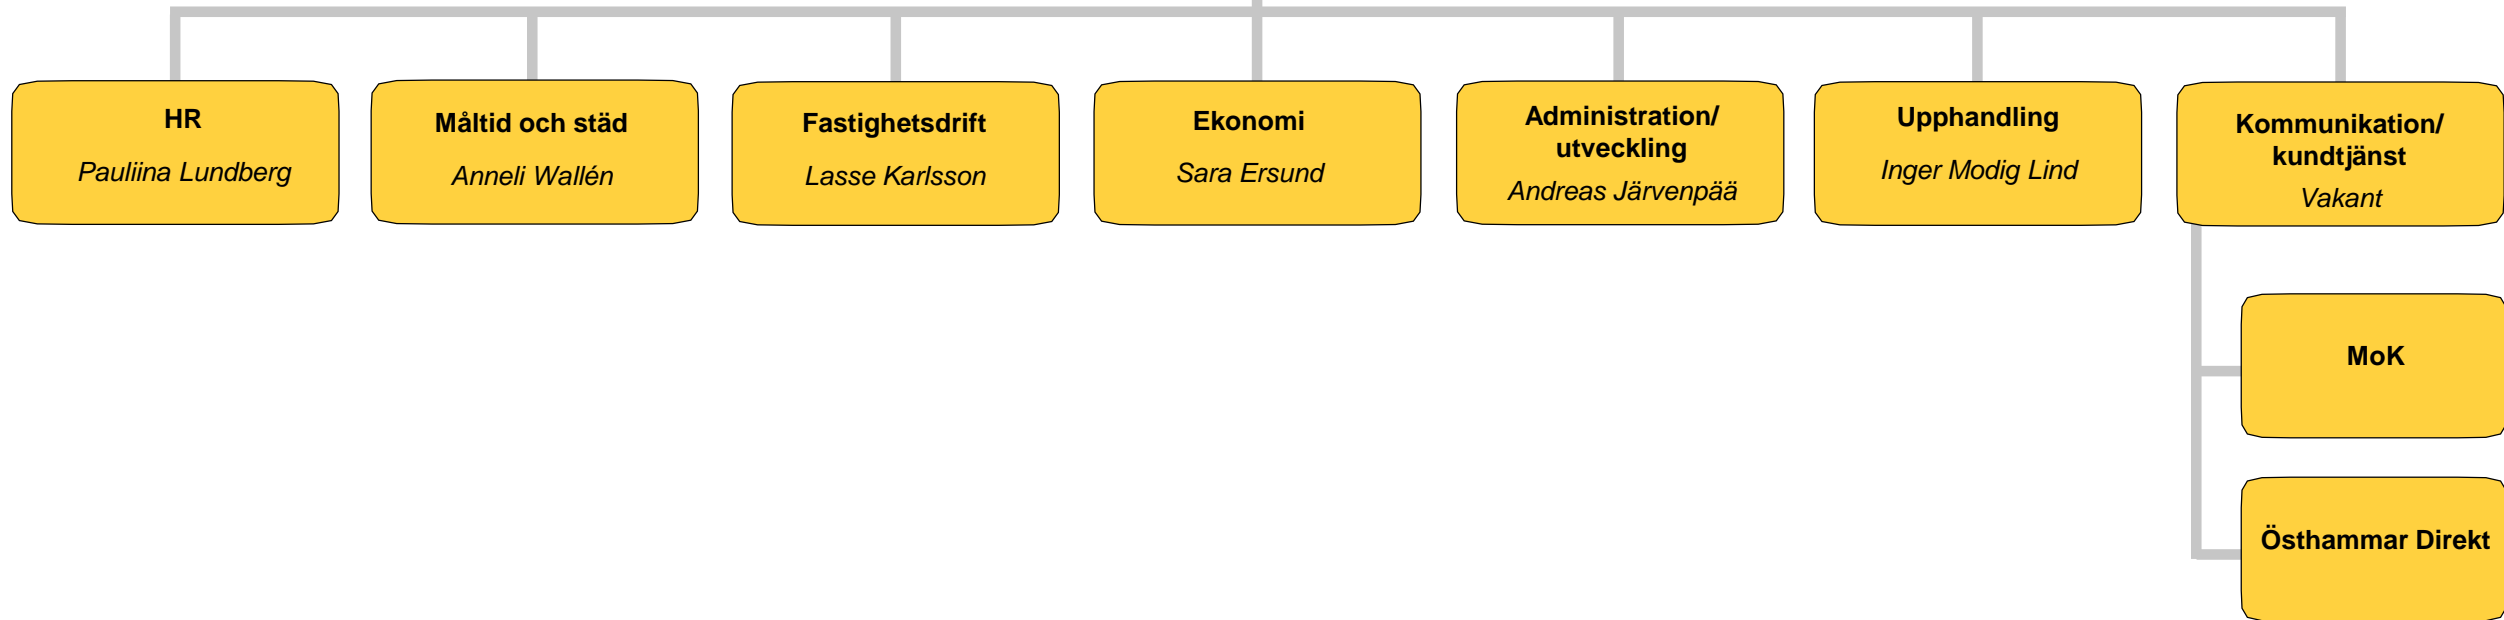 HR
Pauliina Lundberg
Måltid och städ
Anneli Wallén
Fastighetsdrift
Lasse Karlsson
Ekonomi
Sara Ersund
Administration/
utveckling
Andreas Järvenpää
Upphandling
Inger Modig Lind
Kommunikation/
kundtjänst
Vakant
MoK
Östhammar Direkt